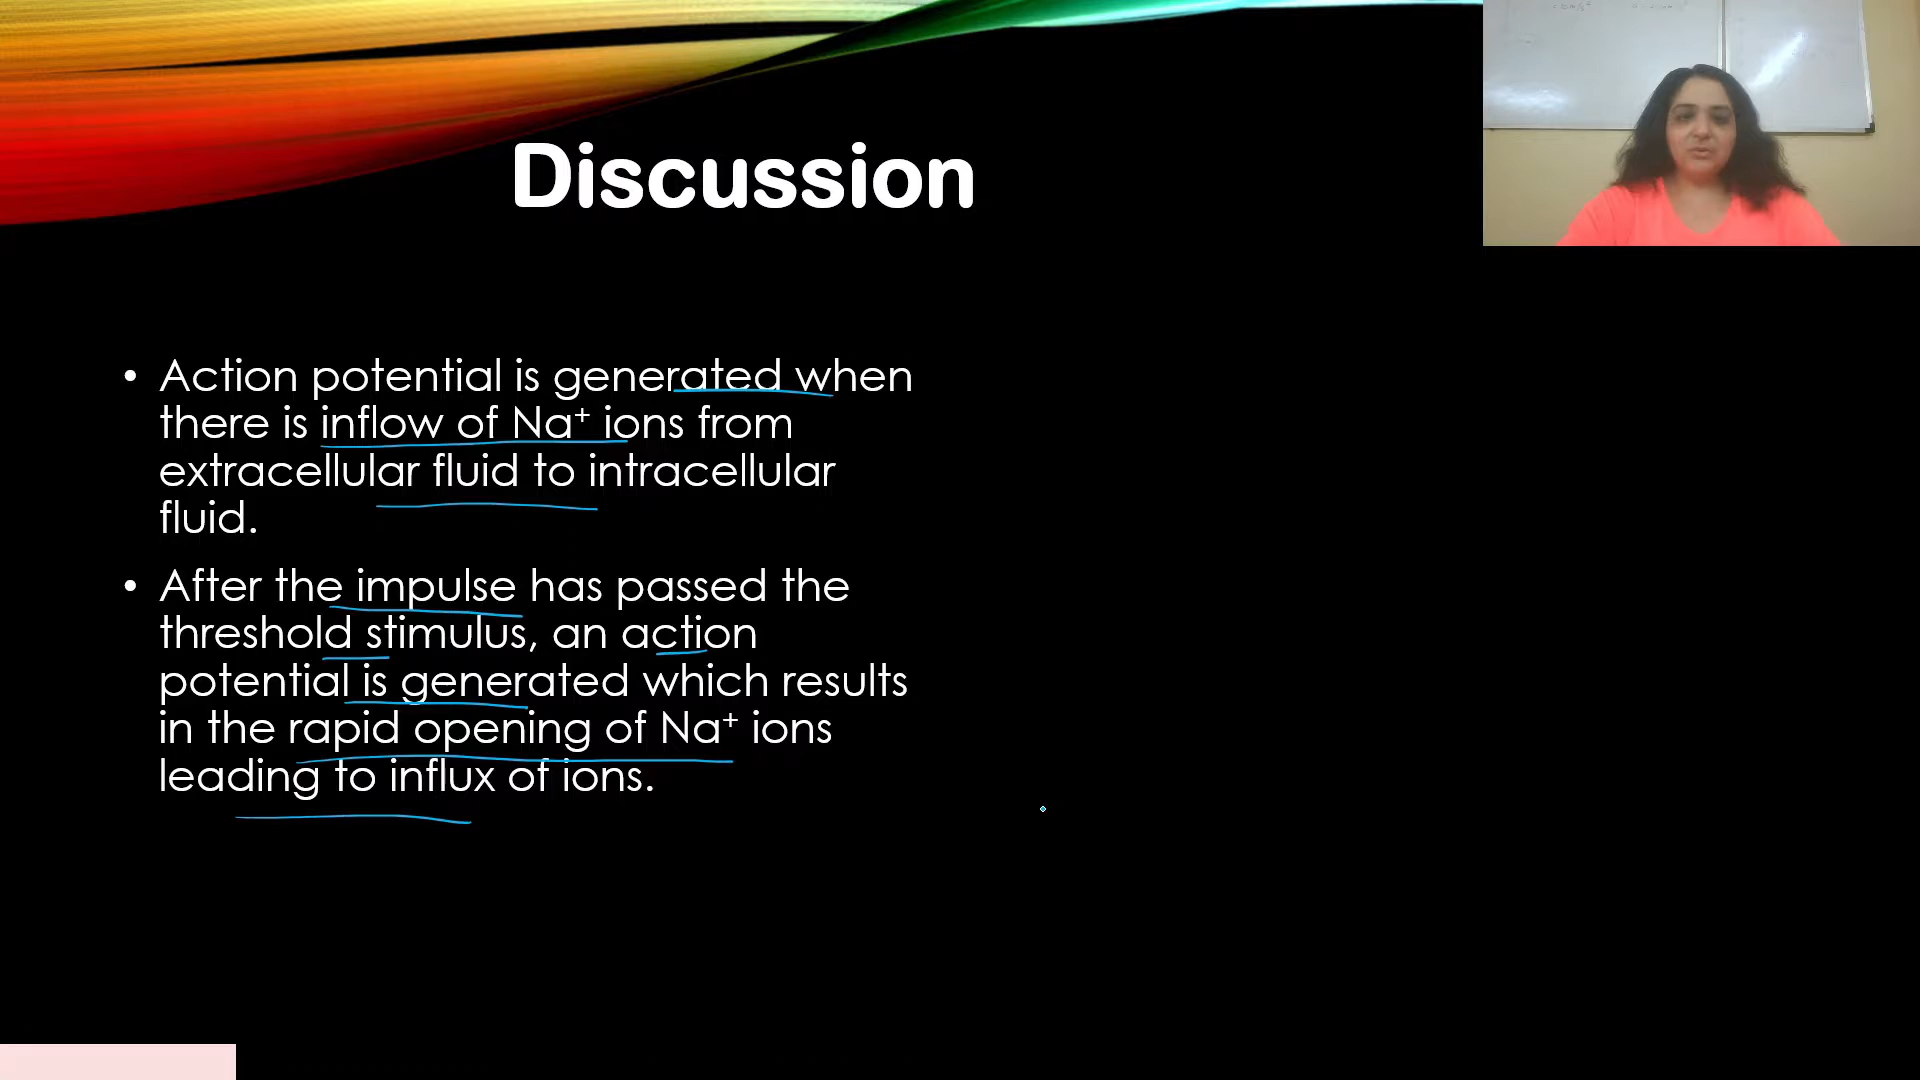 Discussion
• Action potential is generated when
there is inflow of Na⁺ ions from
extracellular fluid to intracellular
fluid.
• After the impulse has passed the
threshold stimulus, an action
potential is generated which results
in the rapid opening of Na⁺ ions
leading to influx of ions.